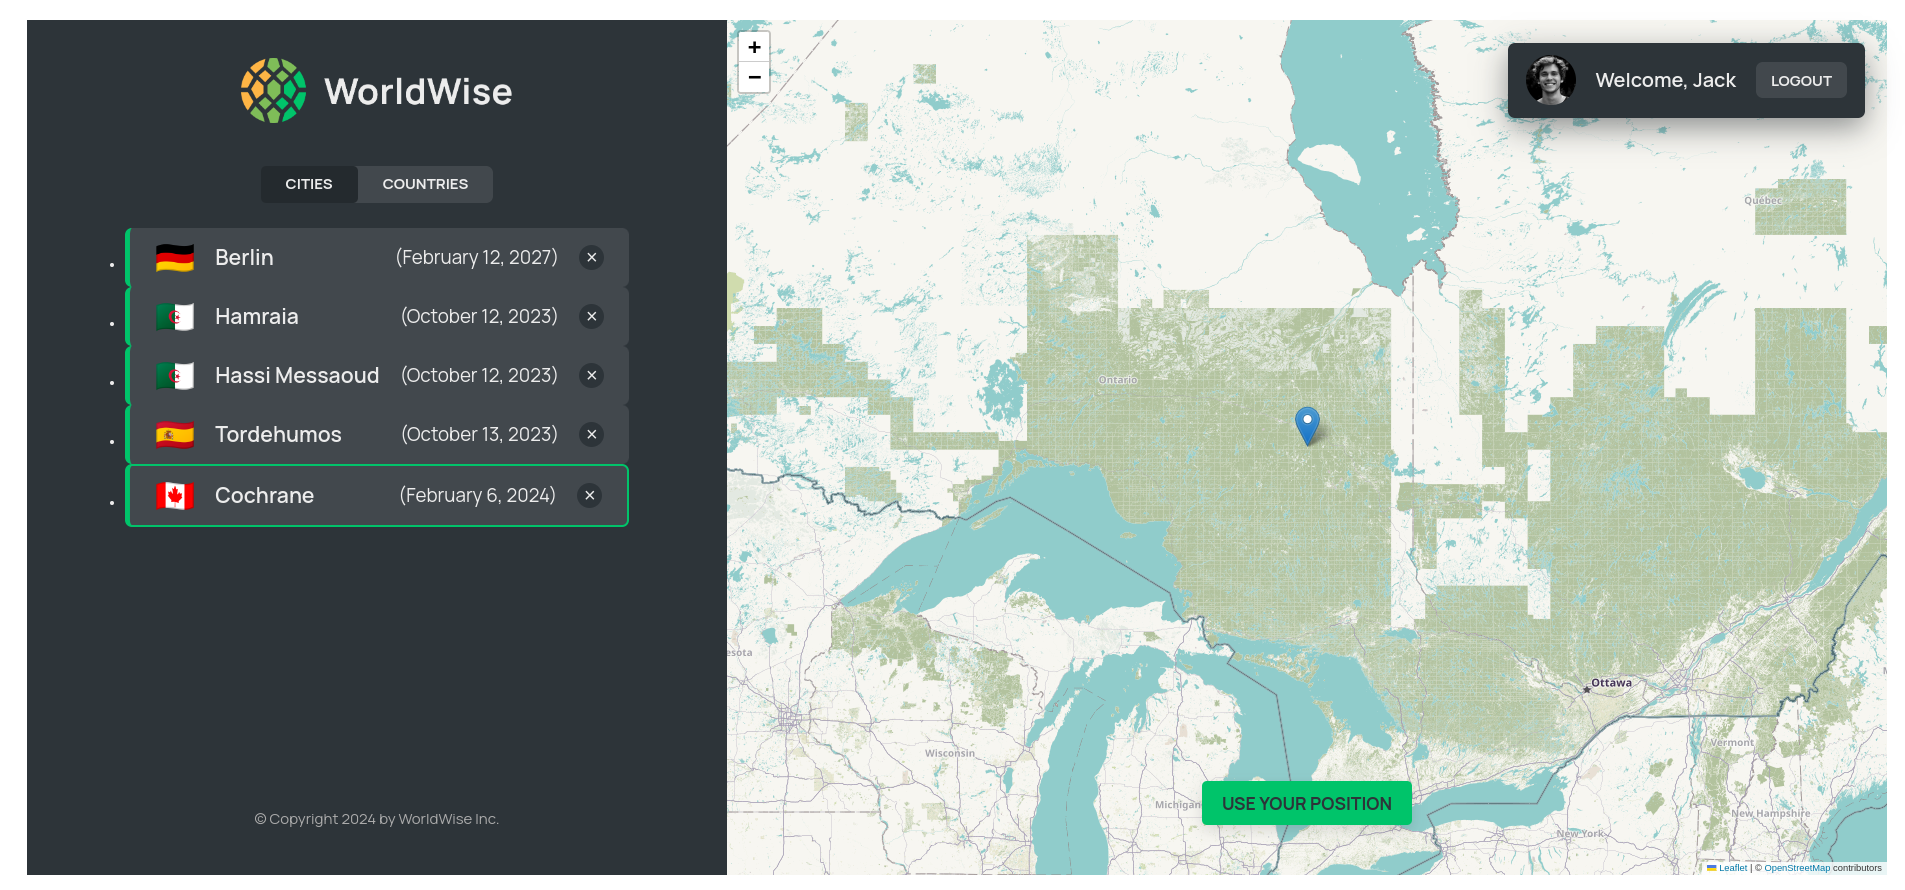 WorldWise
CITIES
COUNTRIES
Berlin
(February 12, 2027)
×
Hamraia
(October 12, 2023)
×
Hassi Messaoud
(October 12, 2023)
×
Tordehumos
(October 13, 2023)
×
Cochrane
(February 6, 2024)
×
© Copyright 2024 by WorldWise Inc.
+
−
Welcome, Jack
LOGOUT
Québec
Ontario
esota
Ottawa
Wisconsin
Vermont
Michigan
USE YOUR POSITION
New Hampshire
New York
Leaflet | © OpenStreetMap contributors